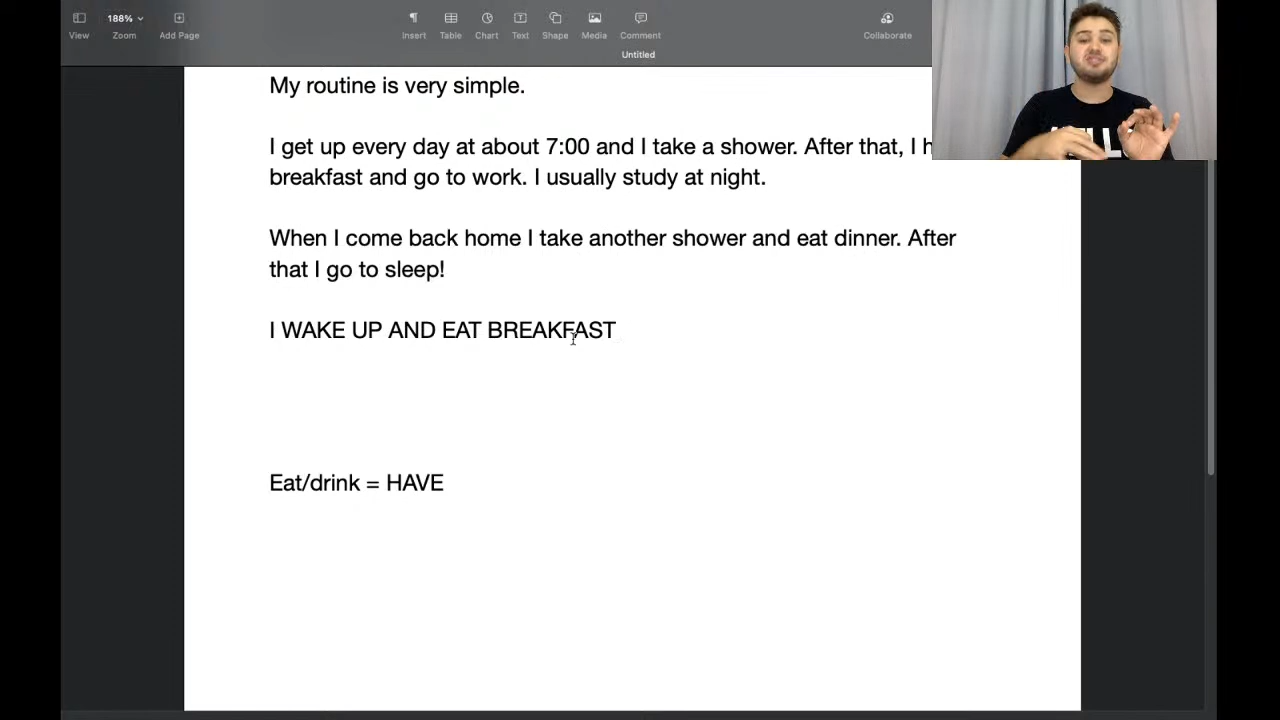 188%
View
Zoom
Add Page
Insert
Table
Chart
Text
Shape
Media
Comment
Collaborate
Untitled
My routine is very simple.
I get up every day at about 7:00 and I take a shower. After that, I
breakfast and go to work. I usually study at night.
When I come back home I take another shower and eat dinner. After
that I go to sleep!
I WAKE UP AND EAT BREAKFAST
Eat/drink = HAVE